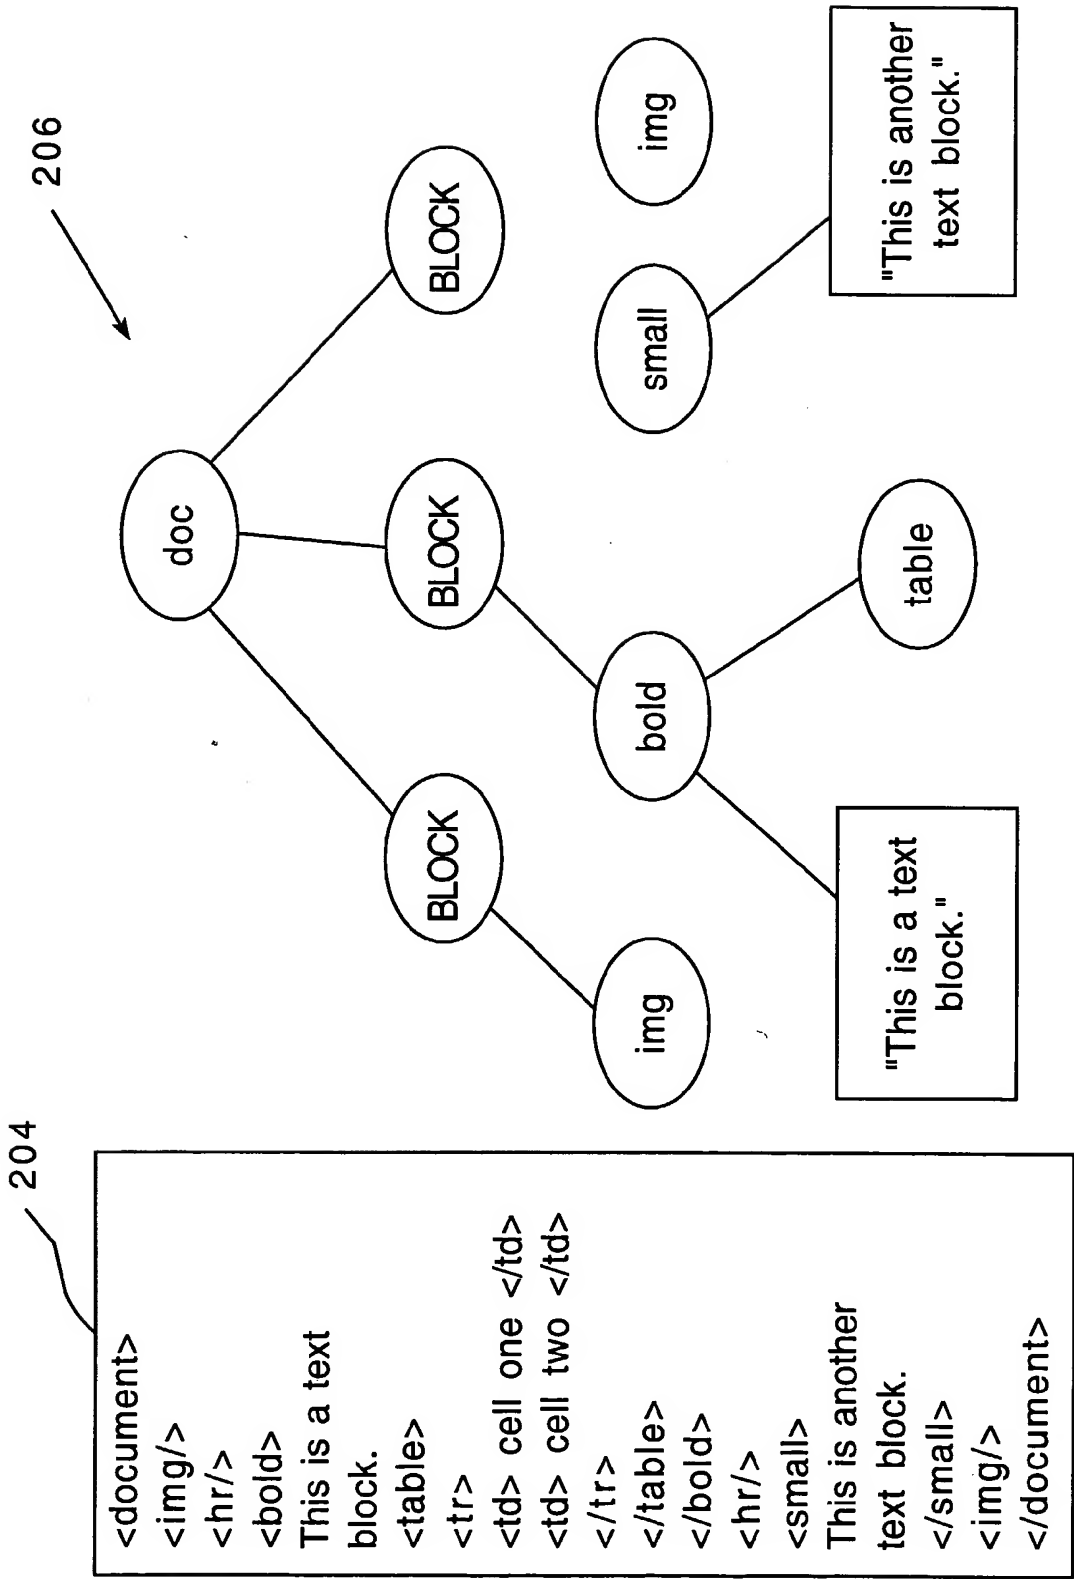 204
<document>
<img/>
<hr/>
<bold>
This is a text
block.
<table>
<tr>
<td> cell one </td>
<td> cell two </td>
</tr>
</table>
</bold>
<hr/>
<small>
This is another
text block.
</small>
<img/>
</document>
206
doc
BLOCK
BLOCK
BLOCK
img
bold
small
img
"This is a text
block."
table
"This is another
text block."